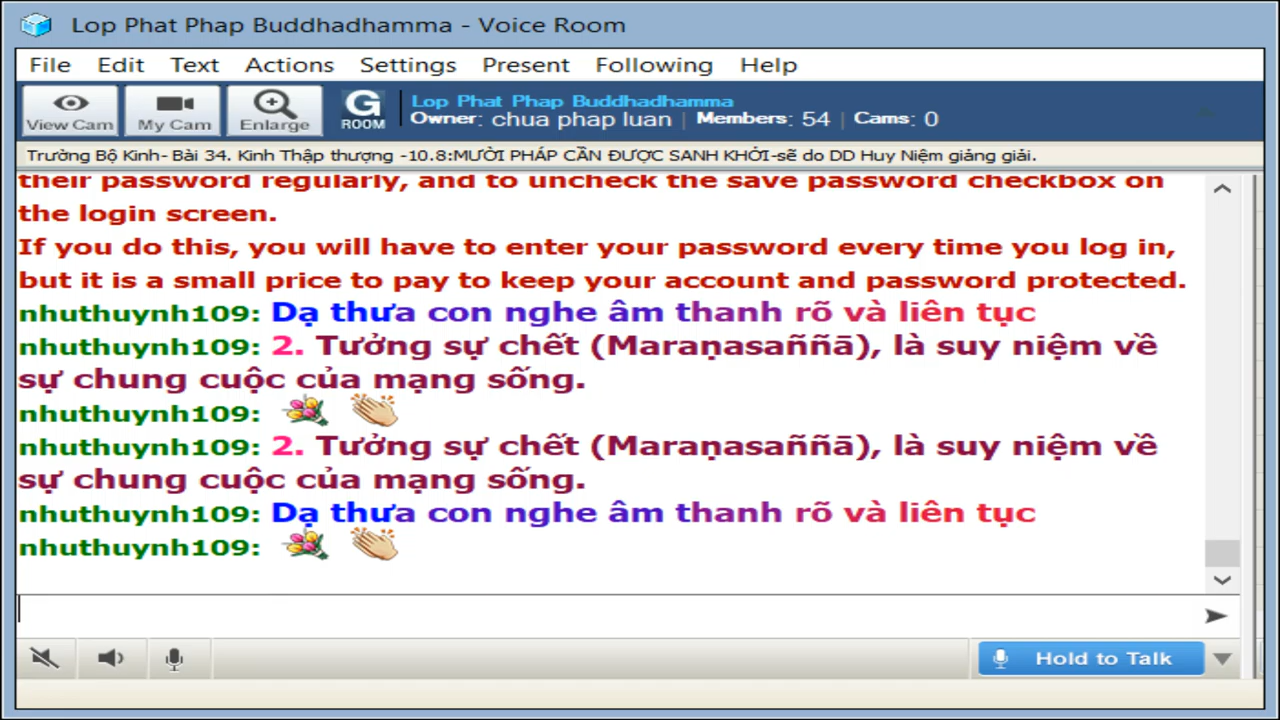 Lop Phat Phap Buddhadhamma - Voice Room
File Edit Text Actions Settings Present Following Help
View Cam My Cam Enlarge G ROOM
Lop Phat Phap Buddhadhamma
Owner: chua phap luan | Members: 54 | Cams: 0
Trường Bộ Kinh- Bài 34. Kinh Thập thượng -10.8:MƯỜI PHÁP CẦN ĐƯỢC SANH KHỞI-sẽ do DD Huy Niệm giảng giải.
their password regularly, and to uncheck the save password checkbox on
the login screen.
If you do this, you will have to enter your password every time you log in,
but it is a small price to pay to keep your account and password protected.
nhuthuynh109: Dạ thưa con nghe âm thanh rõ và liên tục
nhuthuynh109: 2. Tưởng sự chết (Maraṇasaññā), là suy niệm về
sự chung cuộc của mạng sống.
nhuthuynh109:
nhuthuynh109: 2. Tưởng sự chết (Maraṇasaññā), là suy niệm về
sự chung cuộc của mạng sống.
nhuthuynh109: Dạ thưa con nghe âm thanh rõ và liên tục
nhuthuynh109:
Hold to Talk